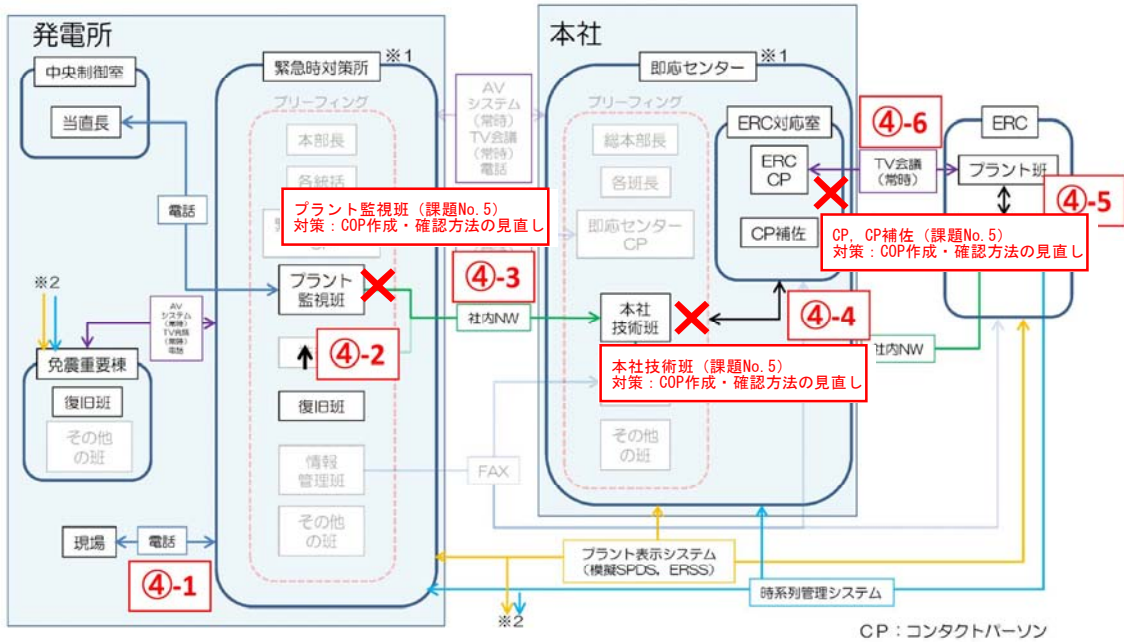 発電所
中央制御室
当直長
電話
※2
AV
システム
(常時)
TV会議
(常時)
電話
免震重要棟
復旧班
その他
の班
現場
電話
④-1
緊急時対策所
※1
ブリーフィング
本部長
各統括
プラント監視班（課題No.5）
対策：COP作成・確認方法の見直し
CP
プラント
監視班
④-2
復旧班
情報
管理班
その他
の班
AV
システム
(常時)
TV会議
(常時)
電話
④-3
社内NW
FAX
本社
即応センター
※1
ブリーフィング
総本部長
各班長
即応センター
CP
本社
技術班
本社技術班（課題No.5）
対策：COP作成・確認方法の見直し
その他
の班
ERC対応室
ERC
CP
CP補佐
④-4
④-6
TV会議
(常時)
ERC
プラント班
④-5
CP, CP補佐（課題No.5）
対策：COP作成・確認方法の見直し
社内NW
プラント表示システム
(模擬SPDS，ERSS)
時系列管理システム
※2
CP：コンタクトパーソン